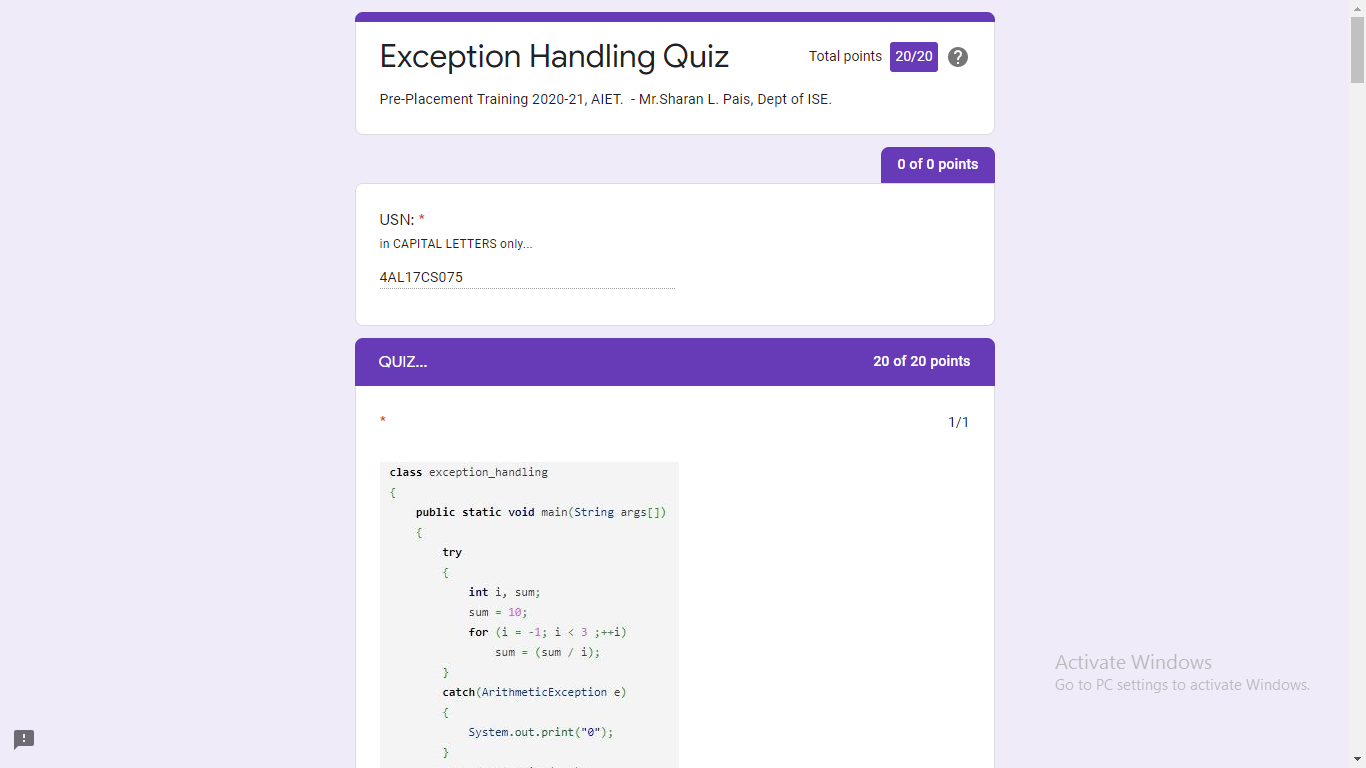 Exception Handling Quiz
Total points 20/20
Pre-Placement Training 2020-21, AIET.  - Mr.Sharan L. Pais, Dept of ISE.
0 of 0 points
USN: *
in CAPITAL LETTERS only...
4AL17CS075
QUIZ...
20 of 20 points
*
1/1
class exception_handling
{
public static void main(String args[])
{
try
{
int i, sum;
sum = 10;
for (i = -1; i < 3 ;++i)
sum = (sum / i);
}
catch(ArithmeticException e)
{
System.out.print("0");
}
Activate Windows
Go to PC settings to activate Windows.